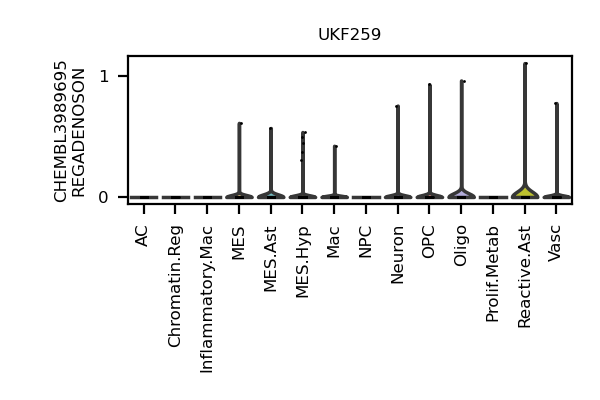 UKF259
CHEMBL3989695
REGADENOSON
1
0
AC
Chromatin.Reg
Inflammatory.Mac
MES
MES.Ast
MES.Hyp
Mac
NPC
Neuron
OPC
Oligo
Prolif.Metab
Reactive.Ast
Vasc